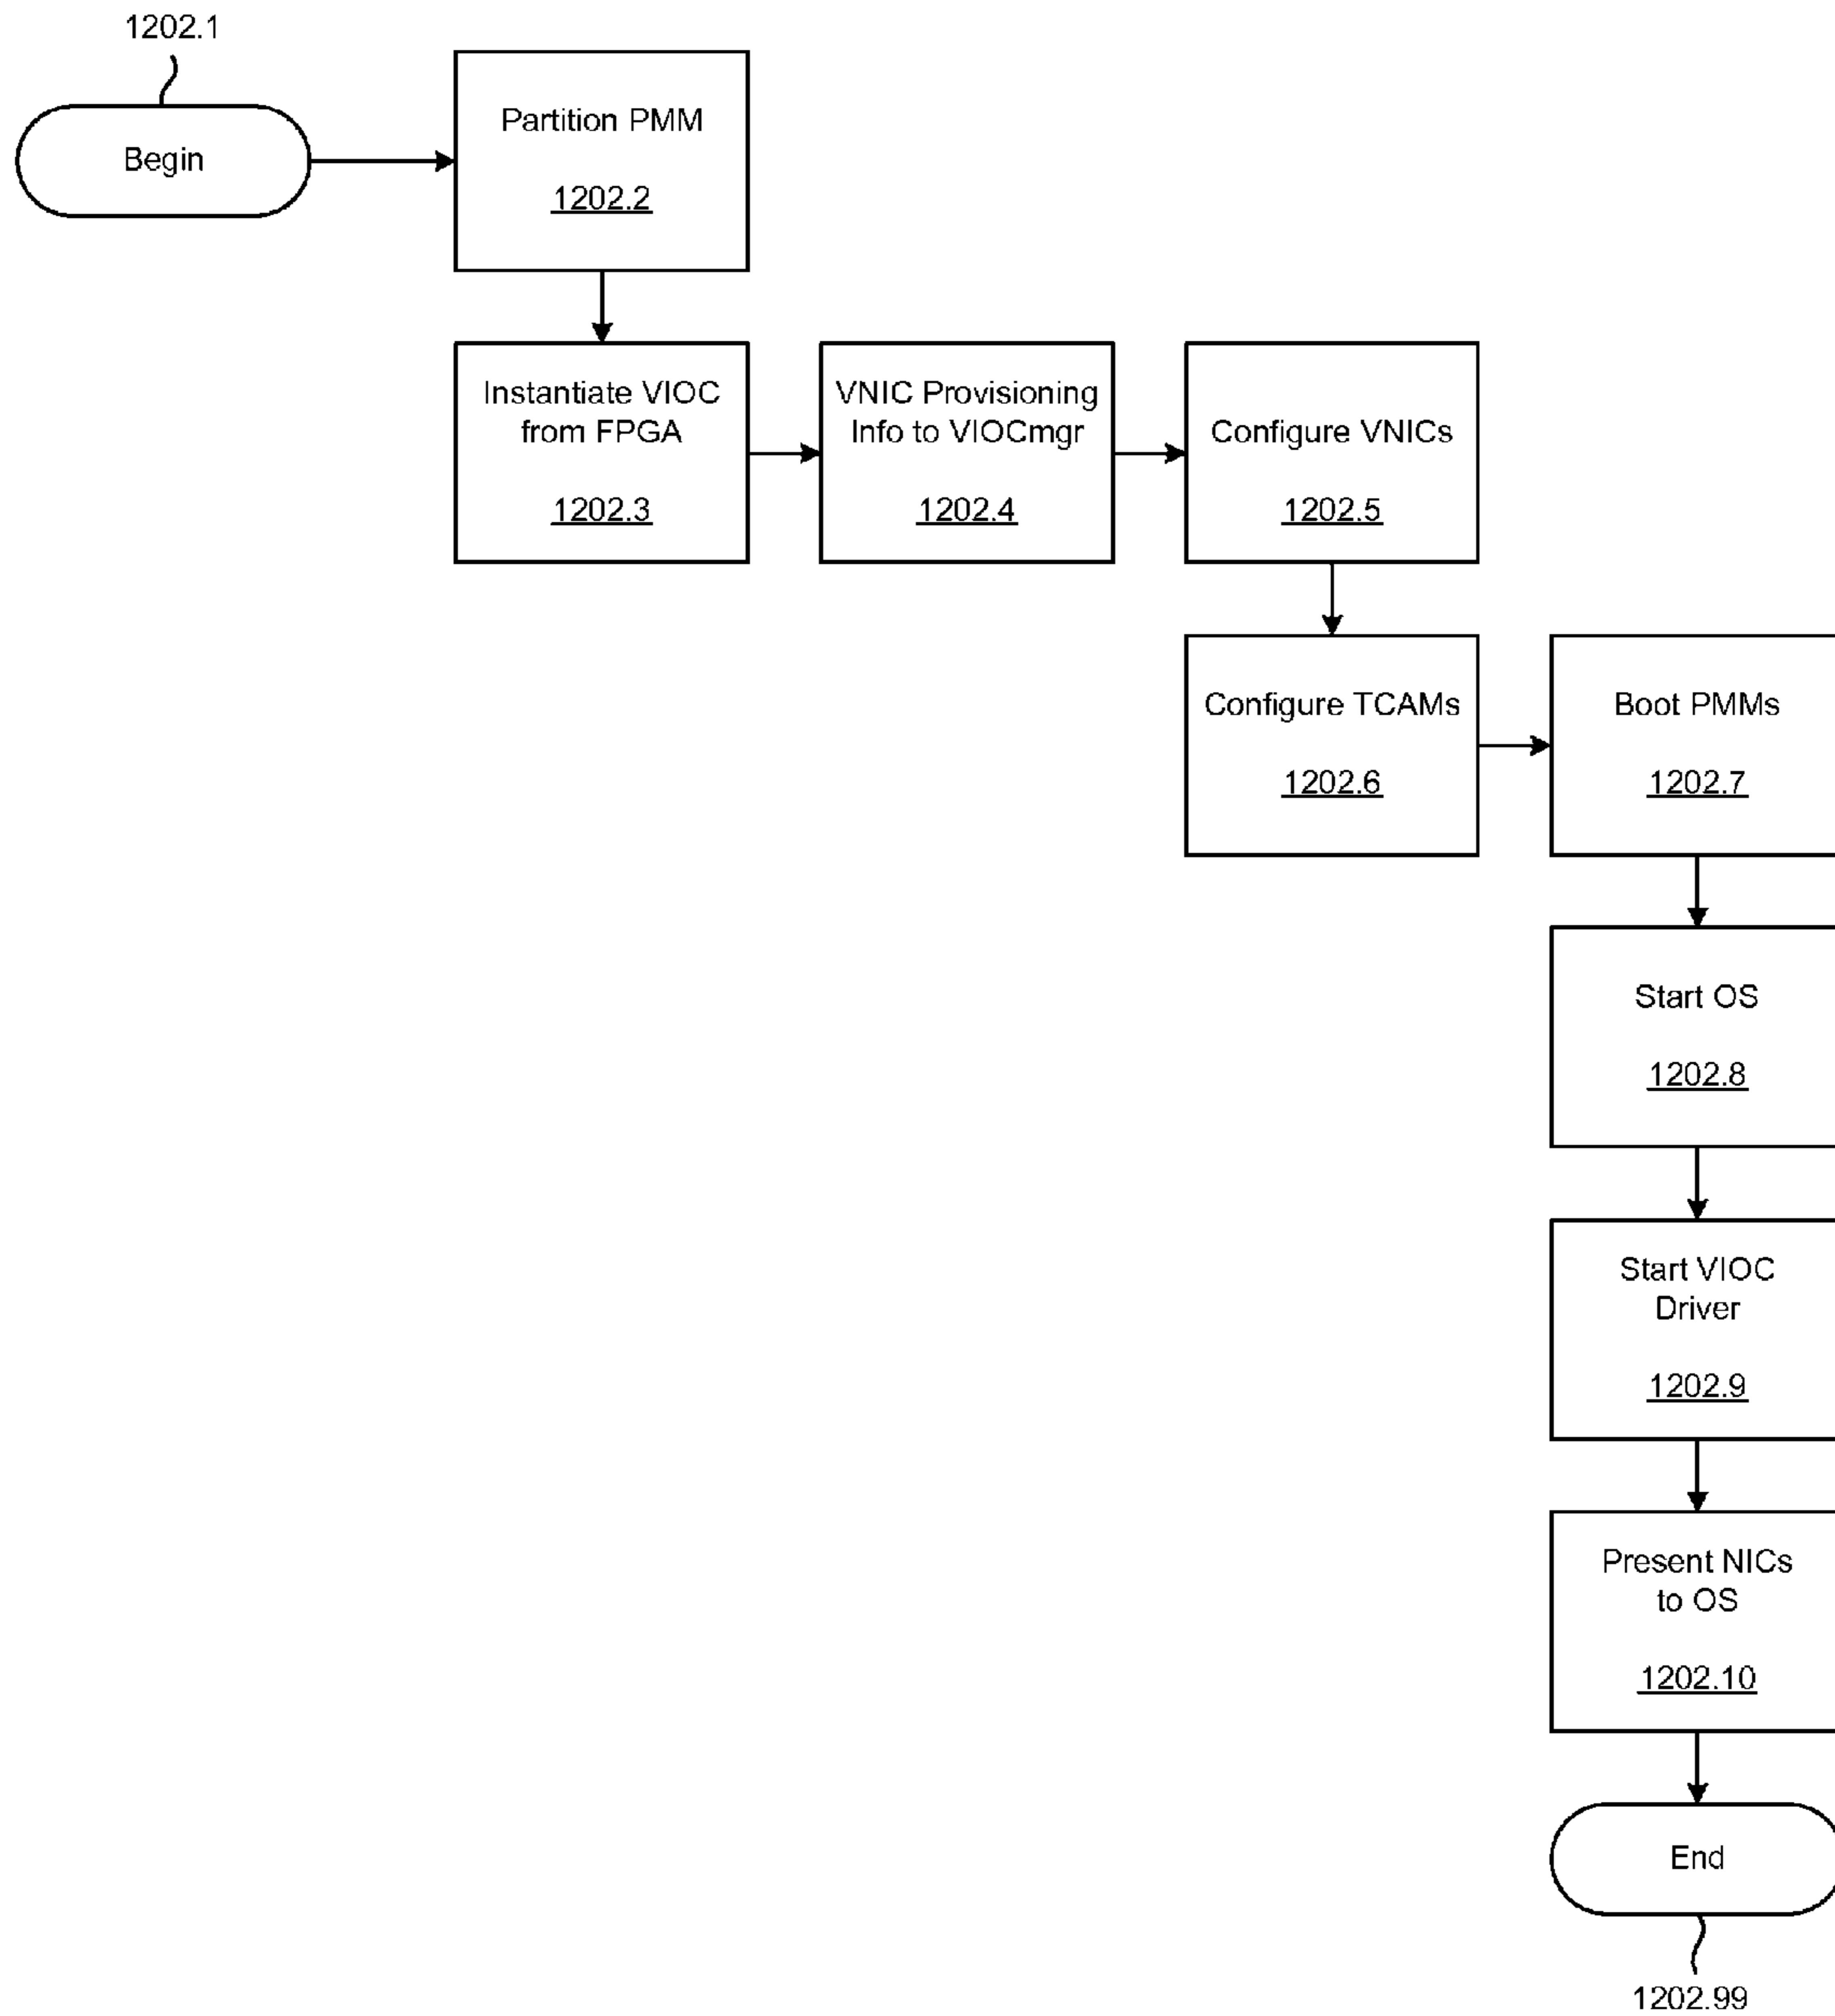 1202.1
Begin
Partition PMM
1202.2
Instantiate VIOC
from FPGA
1202.3
VNIC Provisioning
Info to VIOCmgr
1202.4
Configure VNICs
1202.5
Configure TCAMs
1202.6
Boot PMMs
1202.7
Start OS
1202.8
Start VIOC
Driver
1202.9
Present NICs
to OS
1202.10
End
1202.99